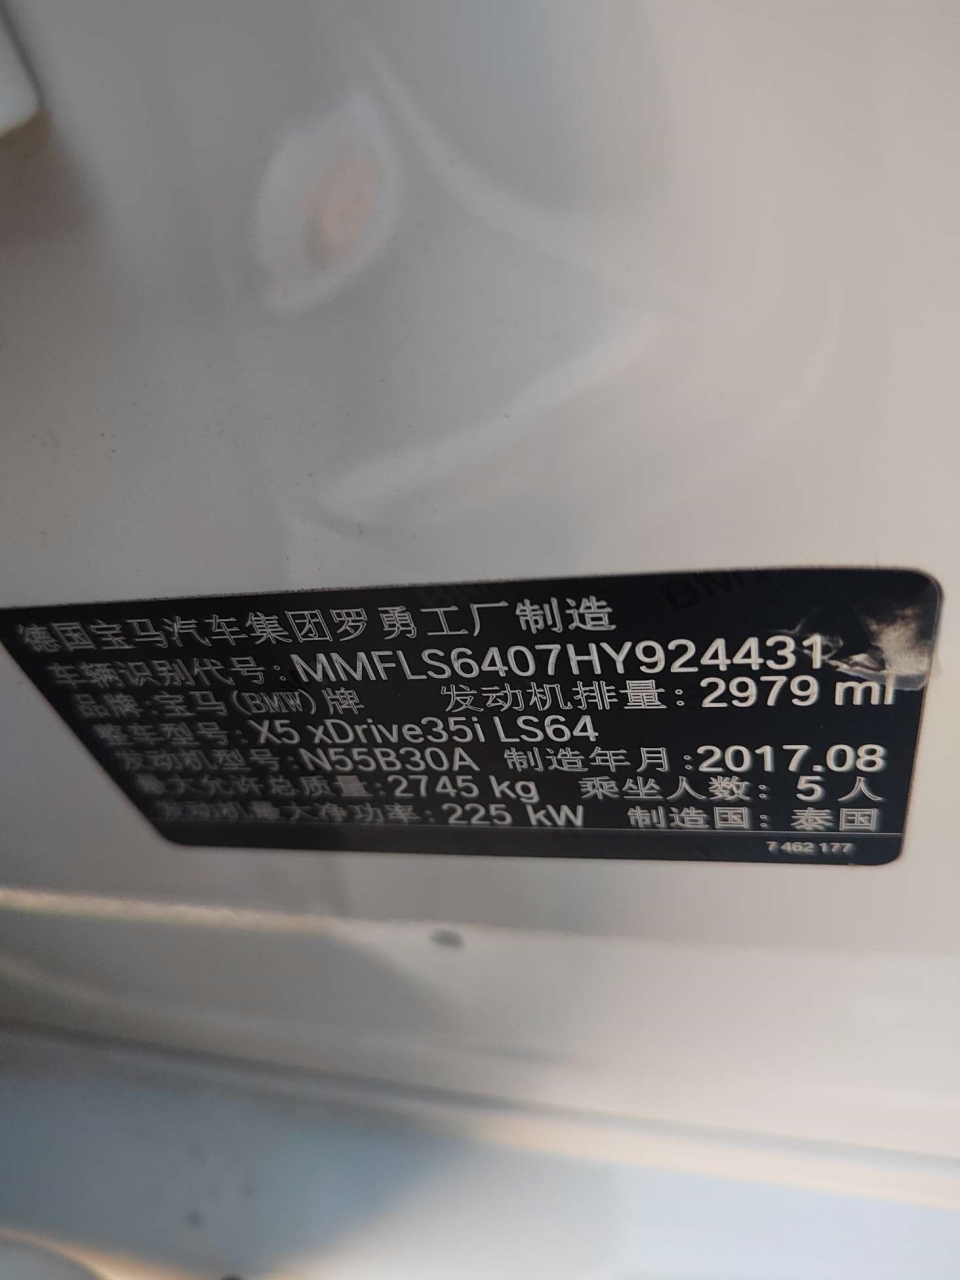 德国宝马汽车集团罗勇工厂制造
车辆识别代号:MMFLS6407HY924431
品牌:宝马(BMW)牌 发动机排量:2979 ml
整车型号:X5 xDrive35i LS64
发动机型号:N55B30A 制造年月:2017.08
最大允许总质量:2745 kg 乘坐人数:5人
发动机最大净功率:225 kW 制造国:泰国
7 462 177